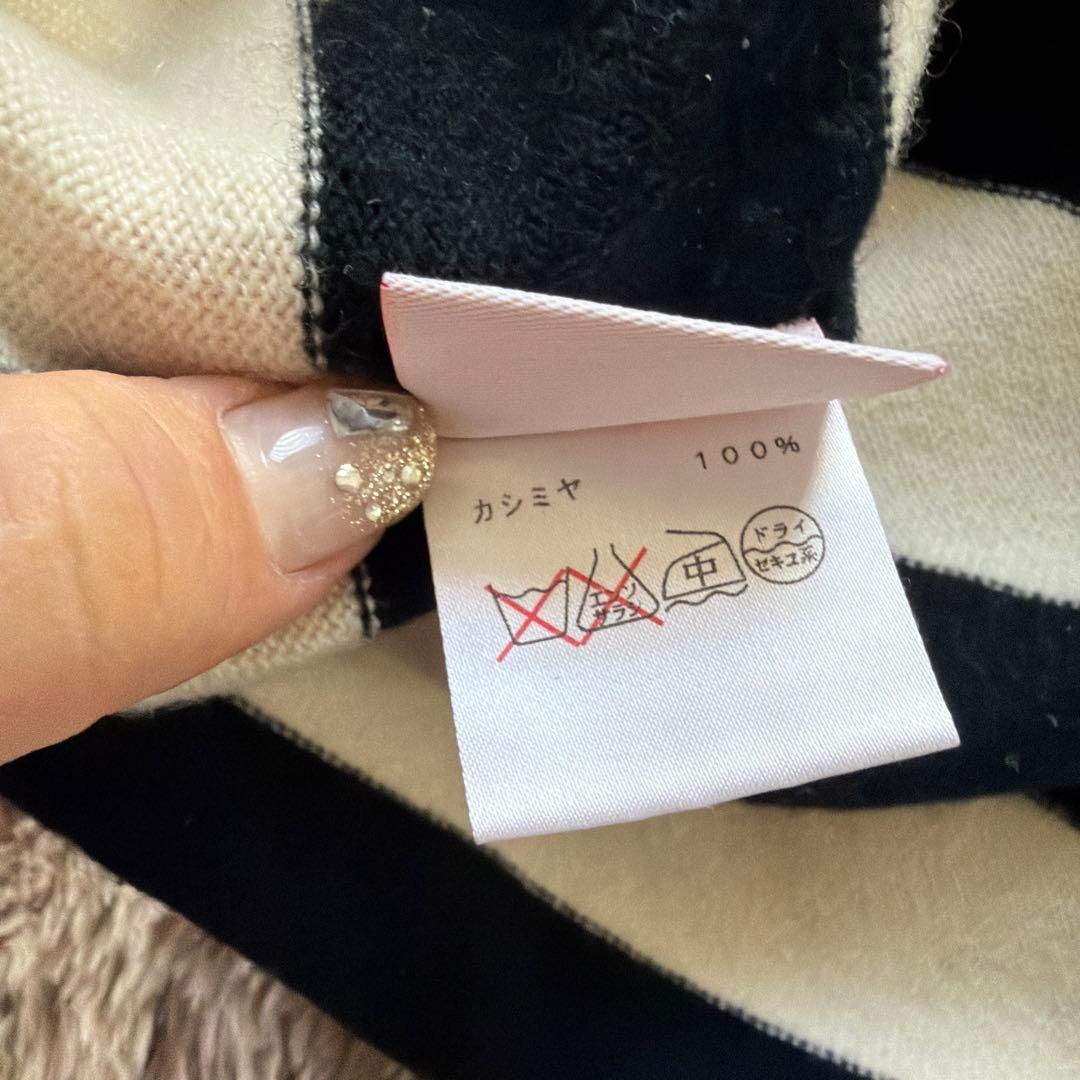 カシミヤ 100%
エンソ
サラシ
中
ドライ
セキユ系